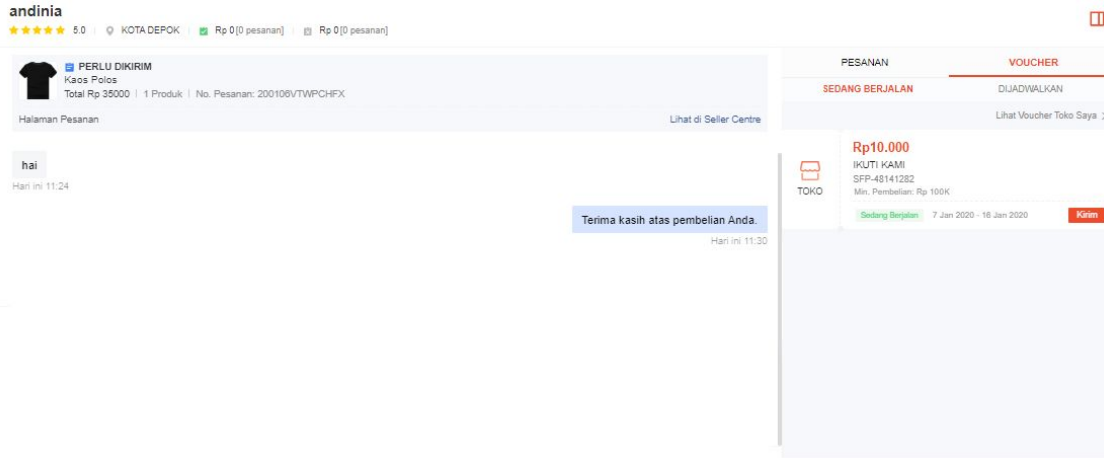 andinia
5.0 KOTA DEPOK Rp 0 [0 pesanan] Rp 0 [0 pesanan]
PERLU DIKIRIM
Kaos Polos
Total Rp 35000 | 1 Produk | No. Pesanan: 200106VTWPCHFX
Halaman Pesanan Lihat di Seller Centre
hai
Hari ini 11:24
Terima kasih atas pembelian Anda.
Hari ini 11:30
PESANAN VOUCHER
SEDANG BERJALAN DIJADWALKAN
Lihat Voucher Toko Saya >
TOKO
Rp10.000
IKUTI KAMI
SFP-48141282
Min. Pembelian: Rp 100K
Sedang Berjalan 7 Jan 2020 - 16 Jan 2020 Kirim